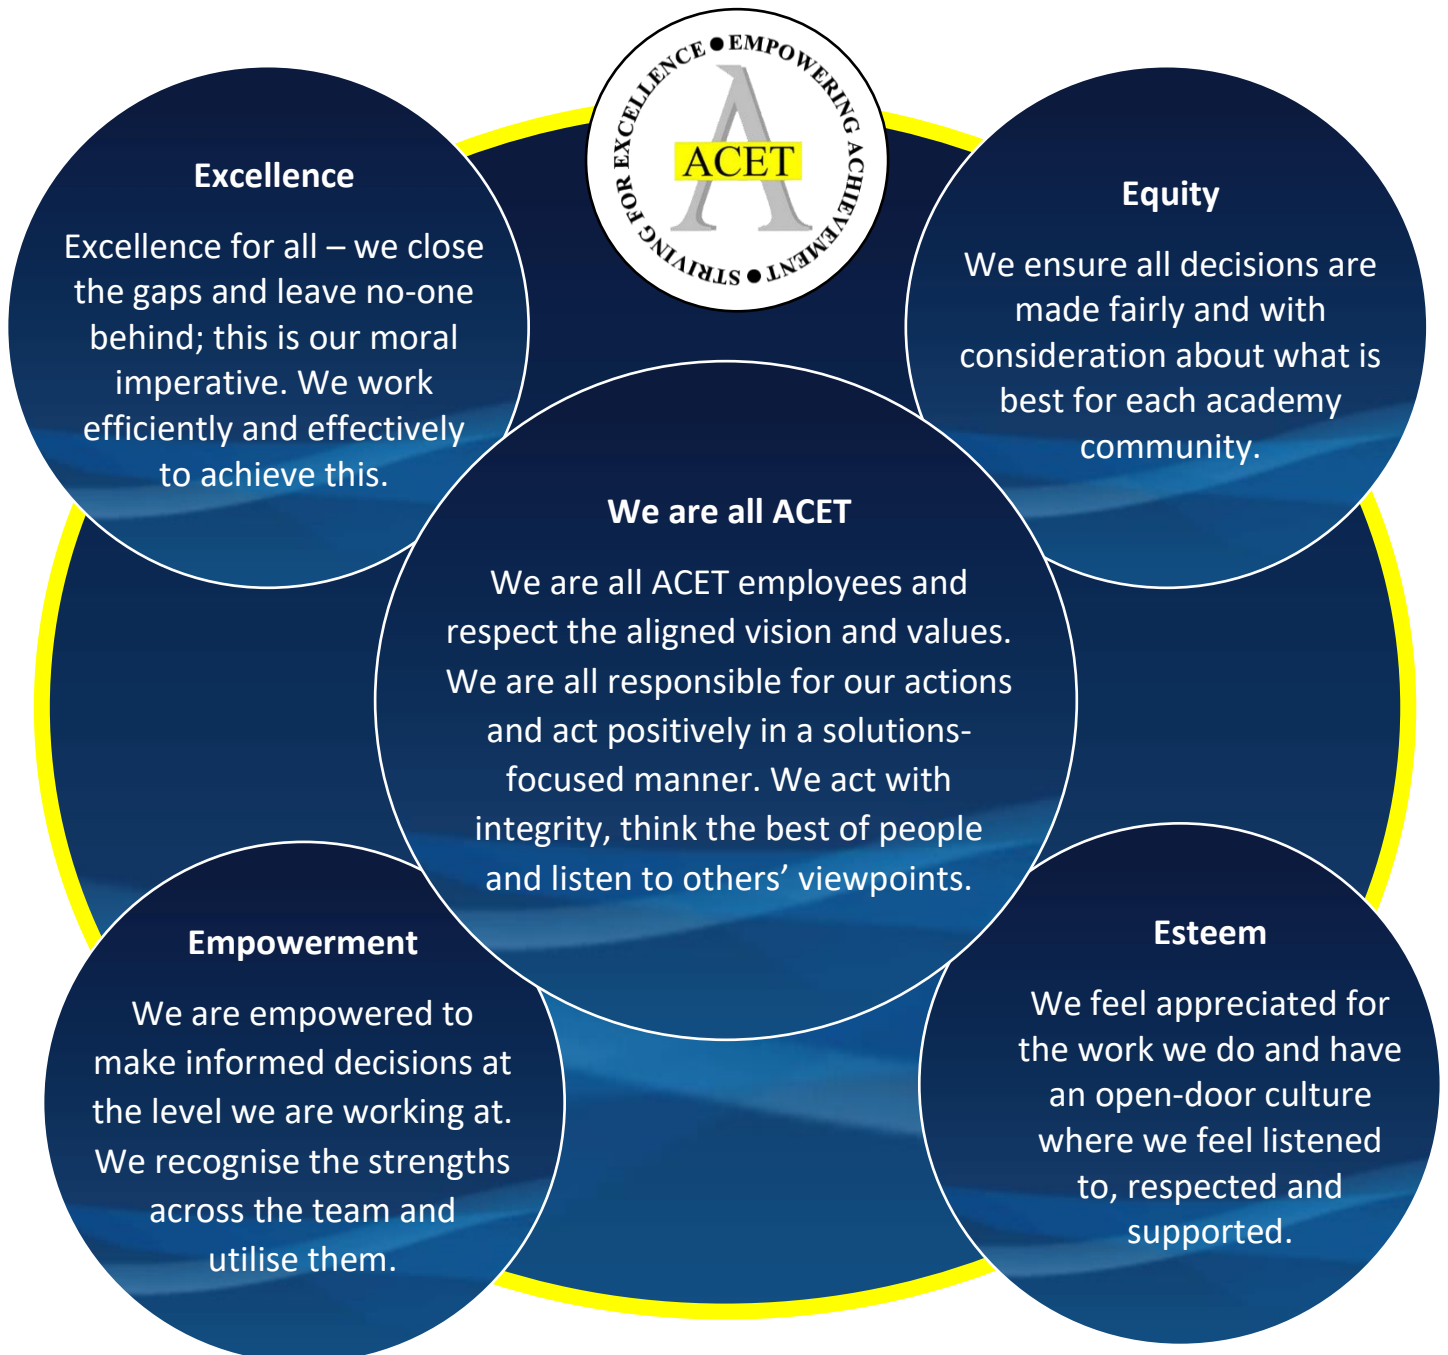 STRIVING FOR EXCELLENCE ● EMPOWERING ACHIEVEMENT ●
ACET
Excellence
Excellence for all – we close
the gaps and leave no-one
behind; this is our moral
imperative. We work
efficiently and effectively
to achieve this.
Equity
We ensure all decisions are
made fairly and with
consideration about what is
best for each academy
community.
We are all ACET
We are all ACET employees and
respect the aligned vision and values.
We are all responsible for our actions
and act positively in a solutions-
focused manner. We act with
integrity, think the best of people
and listen to others’ viewpoints.
Empowerment
We are empowered to
make informed decisions at
the level we are working at.
We recognise the strengths
across the team and
utilise them.
Esteem
We feel appreciated for
the work we do and have
an open-door culture
where we feel listened
to, respected and
supported.